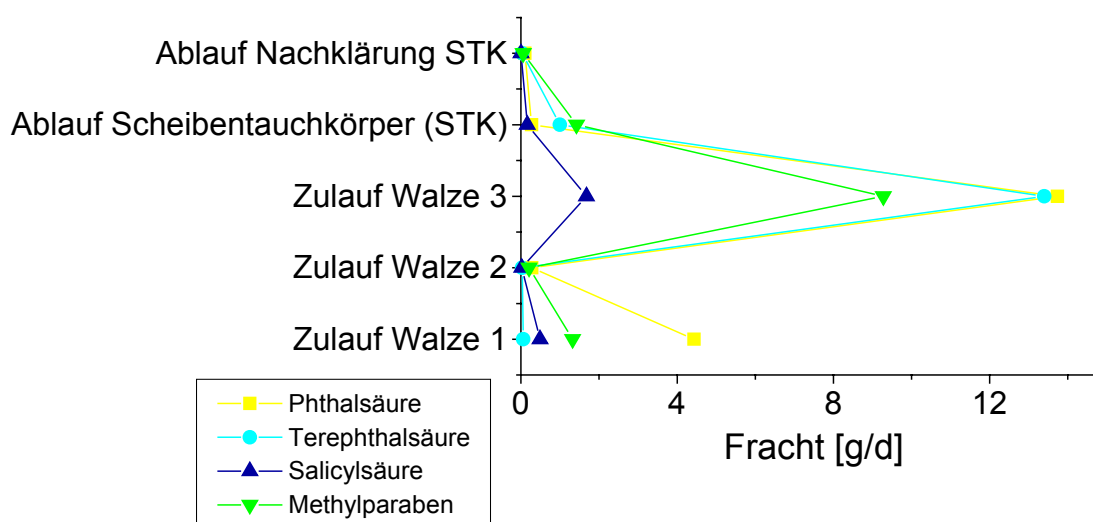 Ablauf Nachklärung STK
Ablauf Scheibentauchkörper (STK)
Zulauf Walze 3
Zulauf Walze 2
Zulauf Walze 1
0 4 8 12
Fracht [g/d]
Phthalsäure
Terephthalsäure
Salicylsäure
Methylparaben